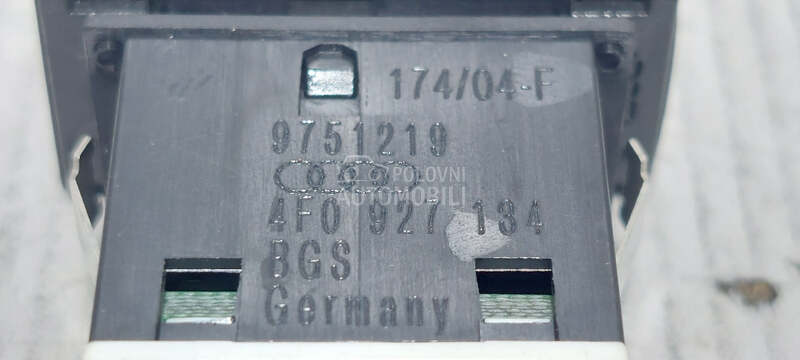 174/04-F
9751219
POLOVNI
AUTOMOBILI
4F0 927 134
BGS
Germany